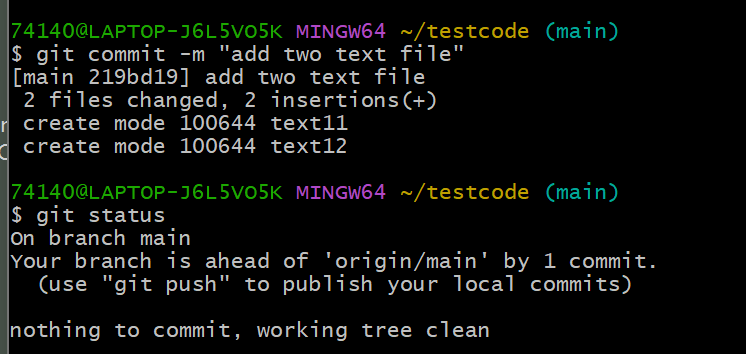 74140@LAPTOP-J6L5VO5K MINGW64 ~/testcode (main)
$ git commit -m "add two text file"
[main 219bd19] add two text file
 2 files changed, 2 insertions(+)
 create mode 100644 text11
 create mode 100644 text12

74140@LAPTOP-J6L5VO5K MINGW64 ~/testcode (main)
$ git status
On branch main
Your branch is ahead of 'origin/main' by 1 commit.
  (use "git push" to publish your local commits)

nothing to commit, working tree clean